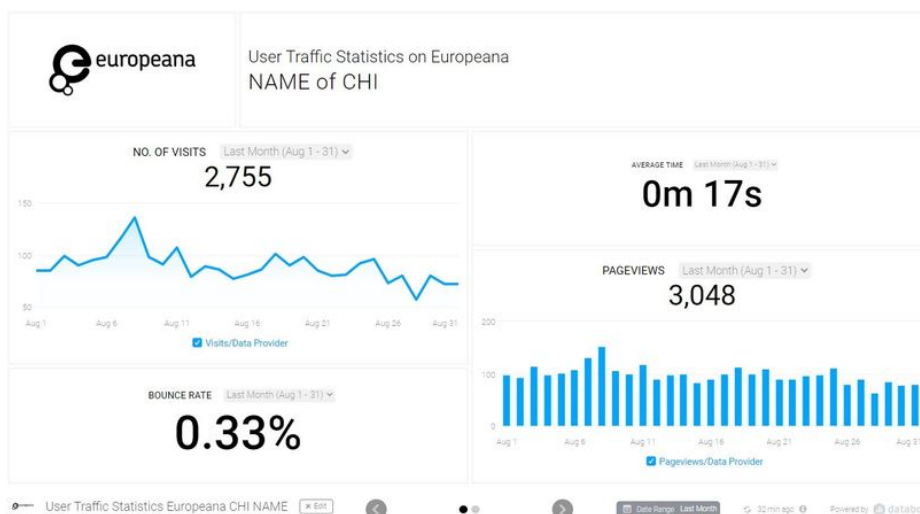 europeana
User Traffic Statistics on Europeana
NAME of CHI
NO. OF VISITS Last Month (Aug 1 - 31)
2,755
150
100
50
Aug 1 Aug 6 Aug 11 Aug 16 Aug 21 Aug 26 Aug 31
Visits/Data Provider
BOUNCE RATE Last Month (Aug 1 - 31)
0.33%
AVERAGE TIME Last Month (Aug 1 - 31)
0m 17s
PAGEVIEWS Last Month (Aug 1 - 31)
3,048
200
100
0
Aug 1 Aug 6 Aug 11 Aug 16 Aug 21 Aug 26 Aug 31
Pageviews/Data Provider
europeana User Traffic Statistics Europeana CHI NAME × Edit
Date Range Last Month 32 min ago Powered by